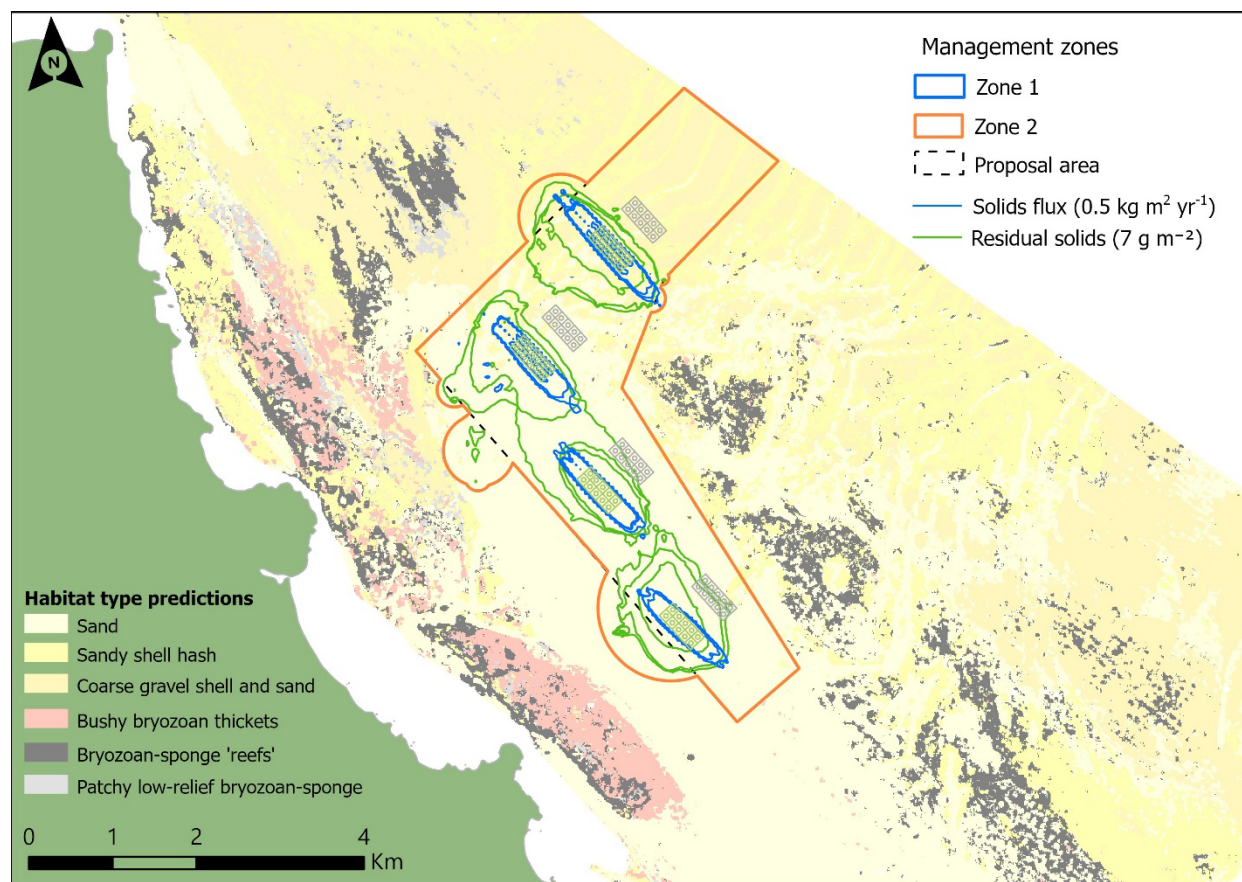 N
Management zones
Zone 1
Zone 2
Proposal area
Solids flux (0.5 kg m² yr⁻¹)
Residual solids (7 g m⁻²)
Habitat type predictions
Sand
Sandy shell hash
Coarse gravel shell and sand
Bushy bryozoan thickets
Bryozoan-sponge 'reefs'
Patchy low-relief bryozoan-sponge
0 1 2 4
Km